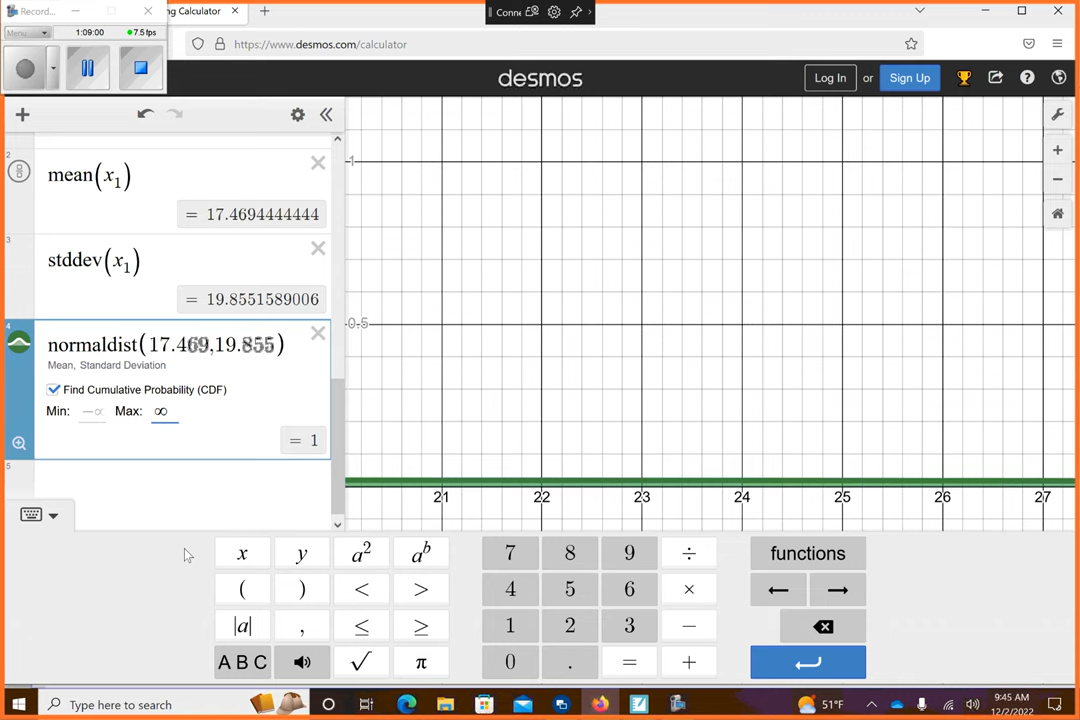 Record...
ng Calculator
Conne
Menu...
1:09:00
7.5 fps
https://www.desmos.com/calculator
desmos
Log In or Sign Up
2
mean(x₁)
= 17.4694444444
3
stddev(x₁)
= 19.8551589006
4
normaldist(17.469,19.855)
Mean, Standard Deviation
Find Cumulative Probability (CDF)
Min: −∞ Max: ∞
= 1
5
1
0.5
21 22 23 24 25 26 27
x y a² aᵇ 7 8 9 ÷ functions
( ) < > 4 5 6 × ← →
|a| , ≤ ≥ 1 2 3 −
A B C √ π 0 . = +
Type here to search
51°F
9:45 AM
12/2/2022